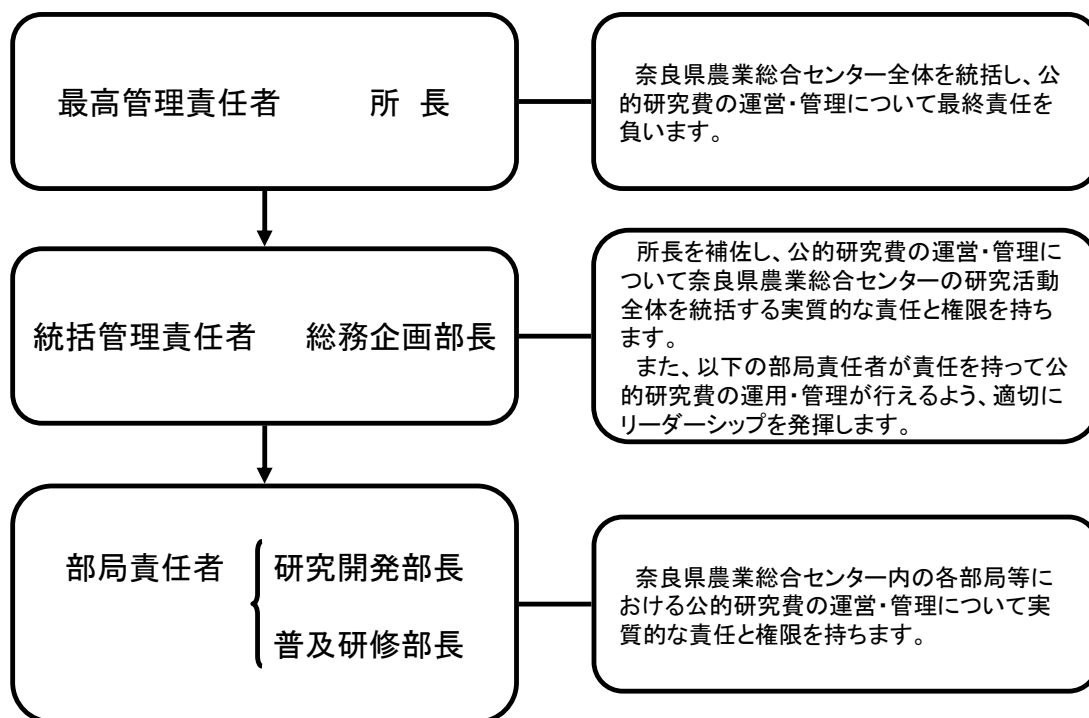 最高管理責任者 所 長
奈良県農業総合センター全体を統括し、公
的研究費の運営・管理について最終責任を
負います。
統括管理責任者 総務企画部長
所長を補佐し、公的研究費の運営・管理に
ついて奈良県農業総合センターの研究活動
全体を統括する実質的な責任と権限を持ち
ます。
また、以下の部局責任者が責任を持って公
的研究費の運用・管理が行えるよう、適切に
リーダーシップを発揮します。
部局責任者
研究開発部長
普及研修部長
奈良県農業総合センター内の各部局等に
おける公的研究費の運営・管理について実
質的な責任と権限を持ちます。